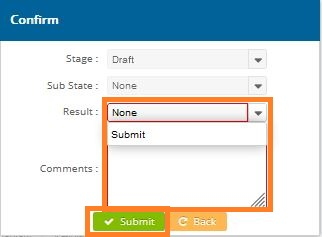 Confirm
Stage : Draft
Sub State : None
Result : None
Submit
Comments :
Submit Back